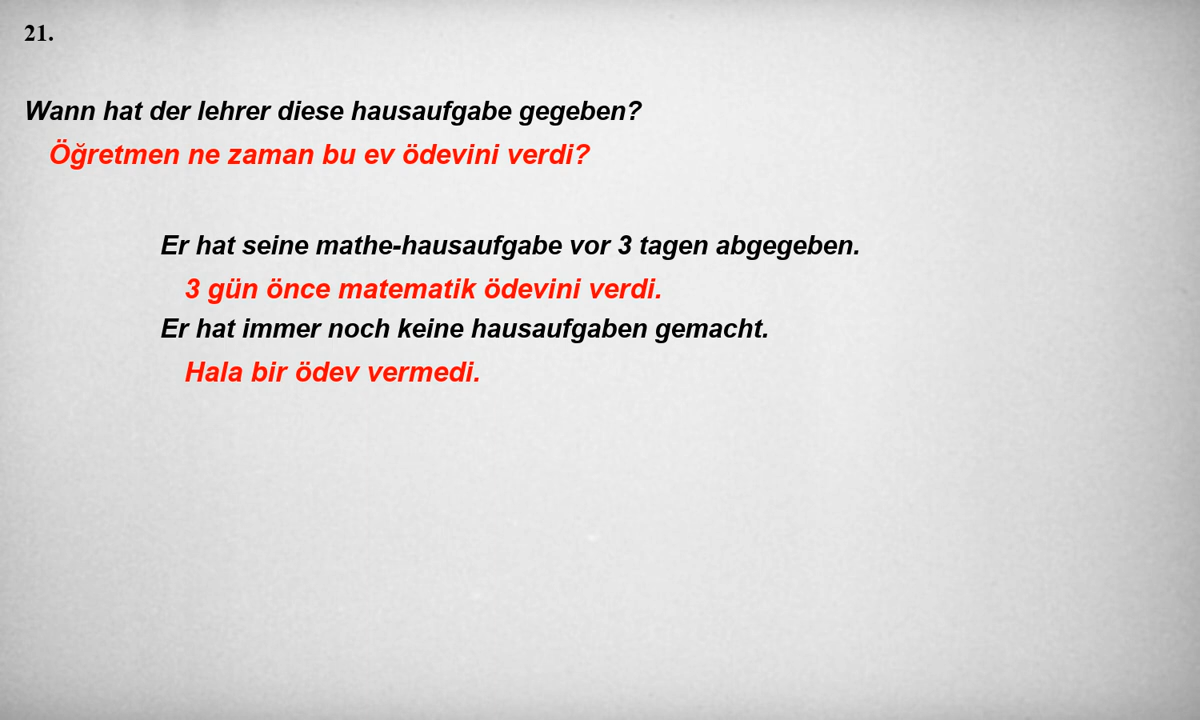 21.
Wann hat der lehrer diese hausaufgabe gegeben?
Öğretmen ne zaman bu ev ödevini verdi?
Er hat seine mathe-hausaufgabe vor 3 tagen abgegeben.
3 gün önce matematik ödevini verdi.
Er hat immer noch keine hausaufgaben gemacht.
Hala bir ödev vermedi.